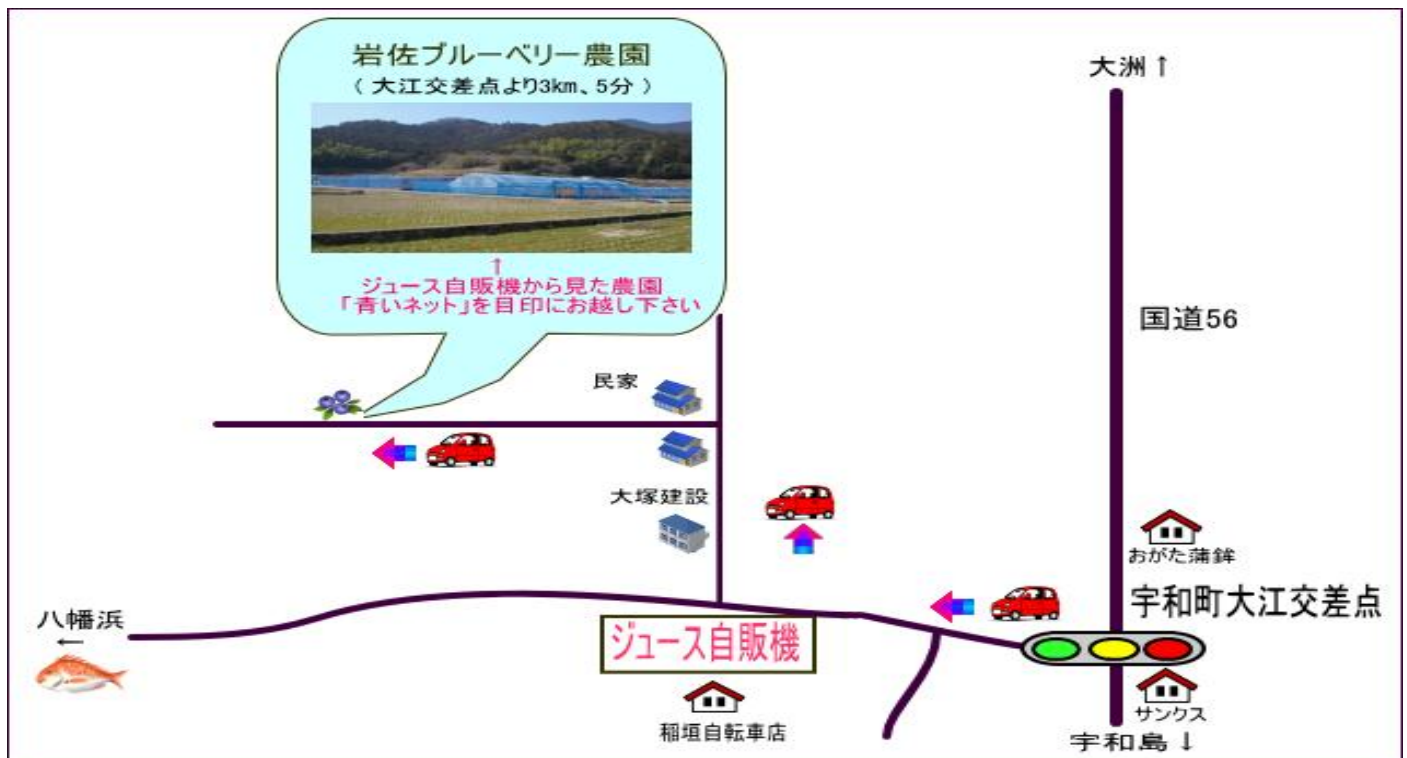 岩佐ブルーベリー農園
（ 大江交差点より3km、5分 ）
↑
ジュース自販機から見た農園
「青いネット」を目印にお越し下さい
大洲↑
国道56
民家
大塚建設
おがた蒲鉾
宇和町大江交差点
八幡浜
←
ジュース自販機
稲垣自転車店
サンクス
宇和島↓